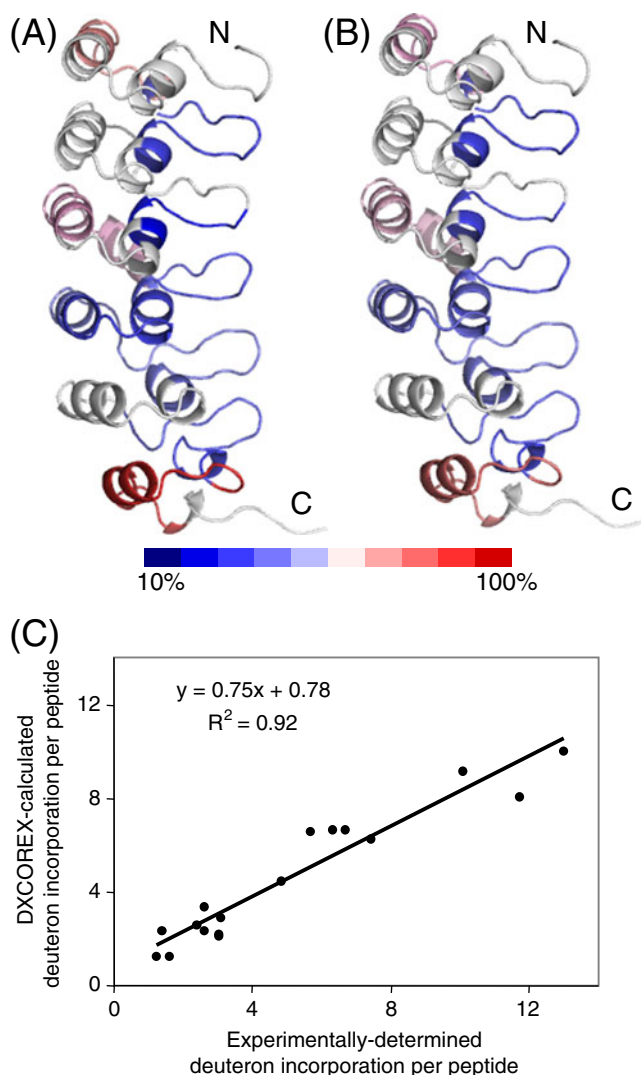 (A)
N
(B)
N
C
C
10%
100%
(C)
y = 0.75x + 0.78
R² = 0.92
DXCOREX-calculated
deuteron incorporation per peptide
12
8
4
0
0
4
8
12
Experimentally-determined
deuteron incorporation per peptide